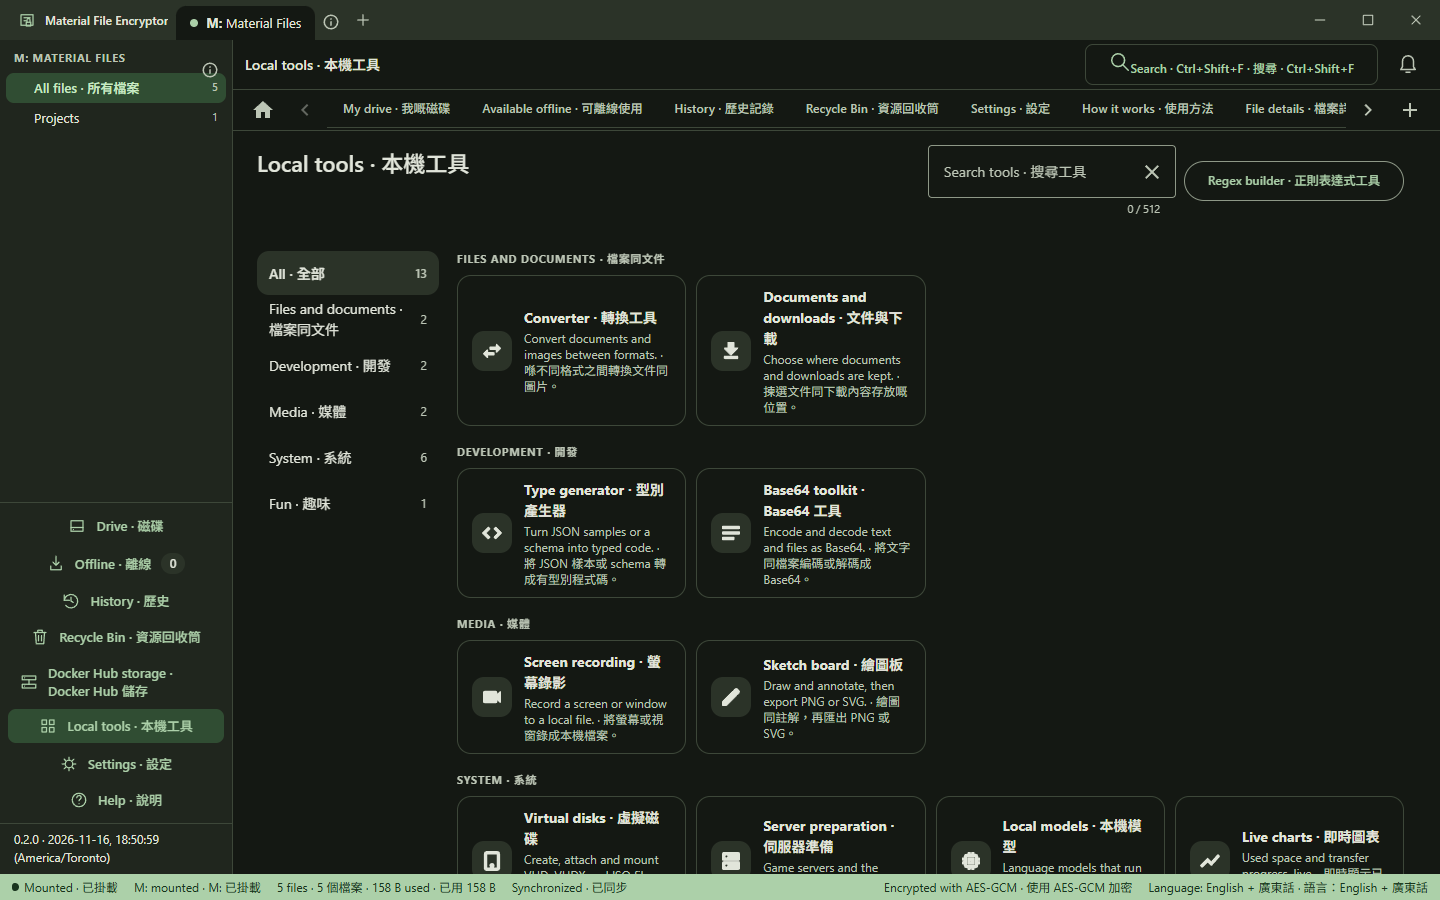 Material File Encryptor
M: Material Files
M: MATERIAL FILES
All files · 所有檔案 5
Projects 1
Drive · 磁碟
Offline · 離線 0
History · 歷史
Recycle Bin · 資源回收筒
Docker Hub storage ·
Docker Hub 儲存
Local tools · 本機工具
Settings · 設定
Help · 說明
0.2.0 · 2026-11-16, 18:50:59
(America/Toronto)
Local tools · 本機工具
Search · Ctrl+Shift+F · 搜尋 · Ctrl+Shift+F
My drive · 我嘅磁碟
Available offline · 可離線使用
History · 歷史記錄
Recycle Bin · 資源回收筒
Settings · 設定
How it works · 使用方法
File details · 檔案
Local tools · 本機工具
Search tools · 搜尋工具
0 / 512
Regex builder · 正則表達式工具
All · 全部 13
Files and documents ·
檔案同文件 2
Development · 開發 2
Media · 媒體 2
System · 系統 6
Fun · 趣味 1
FILES AND DOCUMENTS · 檔案同文件
Converter · 轉換工具
Convert documents and
images between formats. ·
喺不同格式之間轉換文件同
圖片。
Documents and
downloads · 文件與下
載
Choose where documents
and downloads are kept. ·
揀選文件同下載內容存放嘅
位置。
DEVELOPMENT · 開發
Type generator · 型別
產生器
Turn JSON samples or a
schema into typed code. ·
將 JSON 樣本或 schema 轉
成有型別程式碼。
Base64 toolkit ·
Base64 工具
Encode and decode text
and files as Base64. · 將文字
同檔案編碼或解碼成
Base64。
MEDIA · 媒體
Screen recording · 螢
幕錄影
Record a screen or window
to a local file. · 將螢幕或視
窗錄成本機檔案。
Sketch board · 繪圖板
Draw and annotate, then
export PNG or SVG. · 繪圖
同註解，再匯出 PNG 或
SVG。
SYSTEM · 系統
Virtual disks · 虛擬磁
碟
Create, attach and mount
Server preparation ·
伺服器準備
Game servers and the
Local models · 本機模
型
Language models that run
Live charts · 即時圖表
Used space and transfer
Mounted · 已掛載
M: mounted · M: 已掛載
5 files · 5 個檔案 · 158 B used · 已用 158 B
Synchronized · 已同步
Encrypted with AES-GCM · 使用 AES-GCM 加密
Language: English + 廣東話 · 語言：English + 廣東話